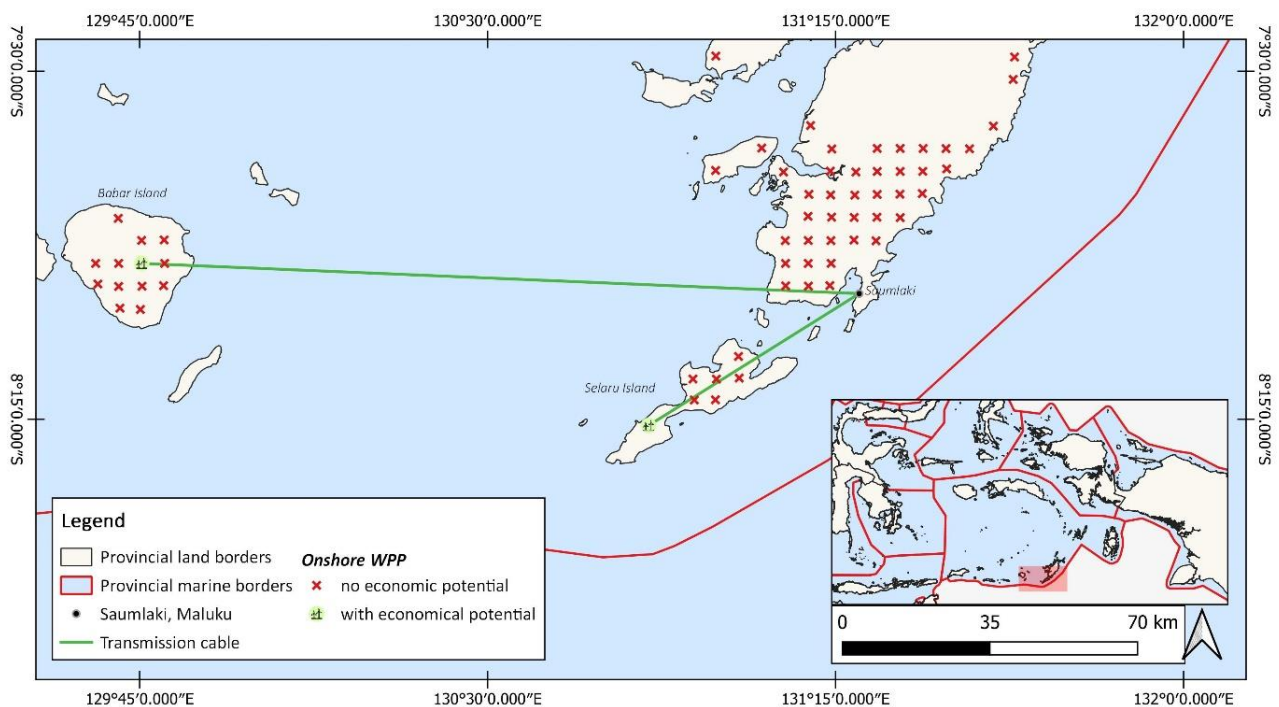 129°45′0.000″E 130°30′0.000″E 131°15′0.000″E 132°0′0.000″E
7°30′0.000″S 7°30′0.000″S
Babar Island
Saumlaki
Selaru Island
8°15′0.000″S 8°15′0.000″S
Legend
Provincial land borders
Provincial marine borders
Saumlaki, Maluku
Transmission cable
Onshore WPP
no economic potential
with economical potential
0 35 70 km
129°45′0.000″E 130°30′0.000″E 131°15′0.000″E 132°0′0.000″E